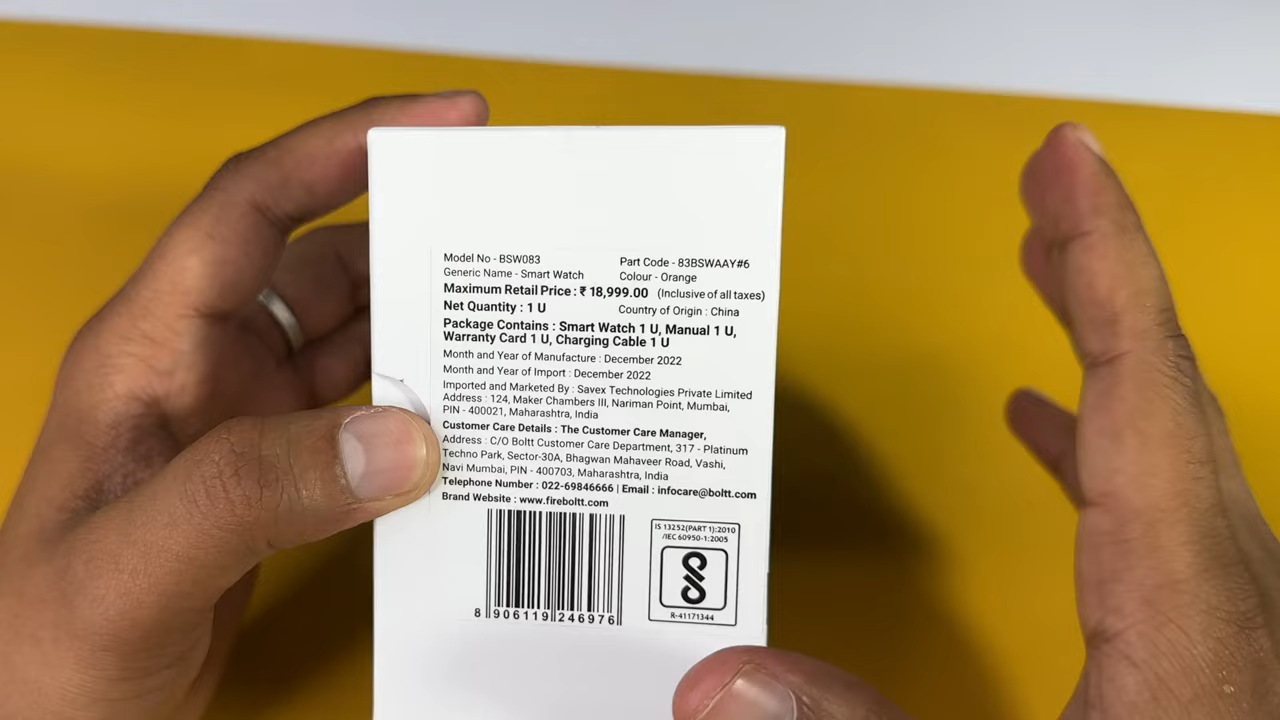 Model No - BSW083 Part Code - 83BSWAAY#6
Generic Name - Smart Watch Colour - Orange
Maximum Retail Price : ₹ 18,999.00 (Inclusive of all taxes)
Net Quantity : 1 U Country of Origin : China
Package Contains : Smart Watch 1 U, Manual 1 U,
Warranty Card 1 U, Charging Cable 1 U
Month and Year of Manufacture : December 2022
Month and Year of Import : December 2022
Imported and Marketed By : Savex Technologies Private Limited
Address : 124, Maker Chambers III, Nariman Point, Mumbai,
PIN - 400021, Maharashtra, India
Customer Care Details : The Customer Care Manager,
Address : C/O Boltt Customer Care Department, 317 - Platinum
Techno Park, Sector-30A, Bhagwan Mahaveer Road, Vashi,
Navi Mumbai, PIN - 400703, Maharashtra, India
Telephone Number : 022-69846666 | Email : infocare@boltt.com
Brand Website : www.fireboltt.com
IS 13252(PART 1):2010
/IEC 60950-1:2005
R-41171344
8 906119 246976